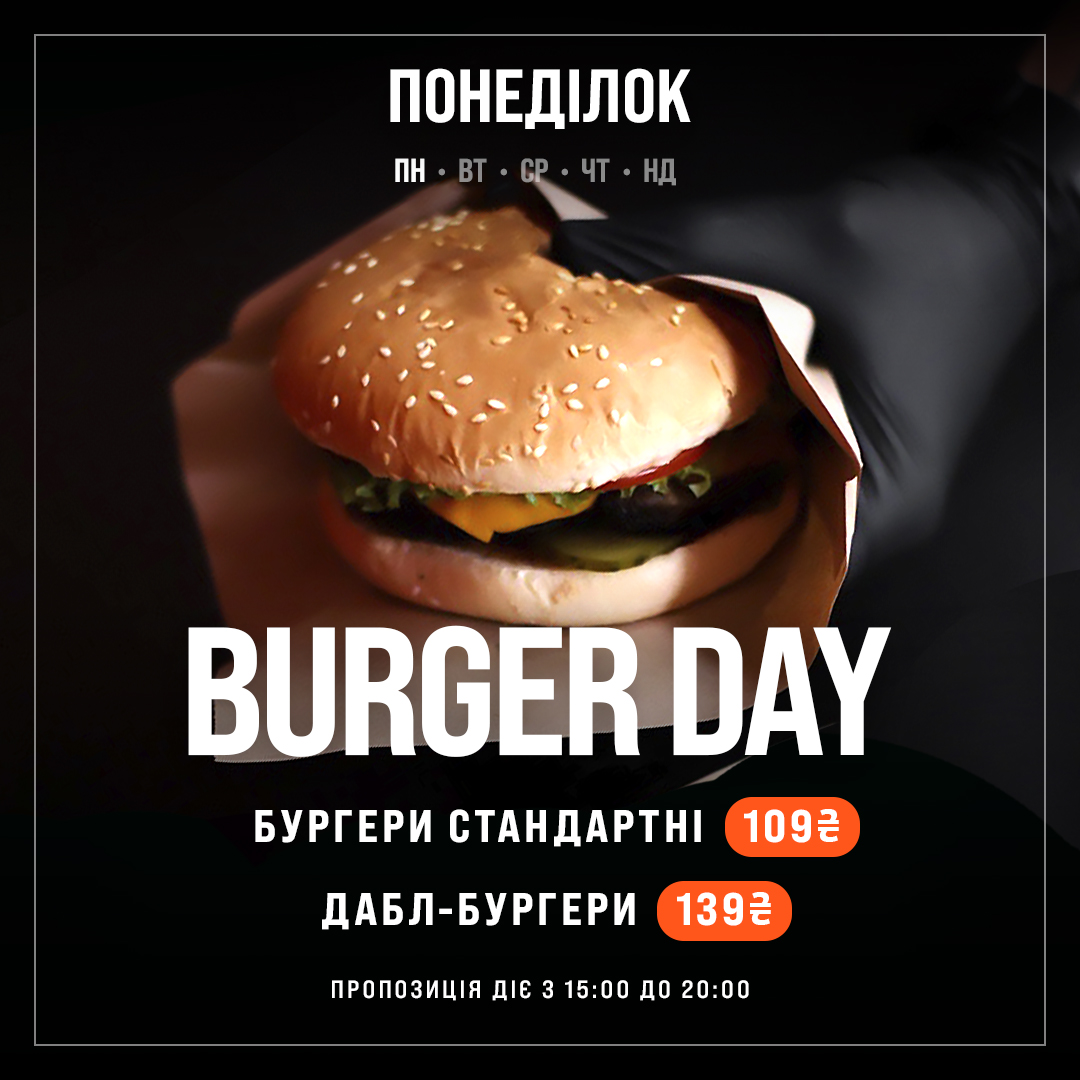 ПОНЕДІЛОК
ПН • ВТ • СР • ЧТ • НД
BURGER DAY
БУРГЕРИ СТАНДАРТНІ 109₴
ДАБЛ-БУРГЕРИ 139₴
ПРОПОЗИЦІЯ ДІЄ З 15:00 ДО 20:00